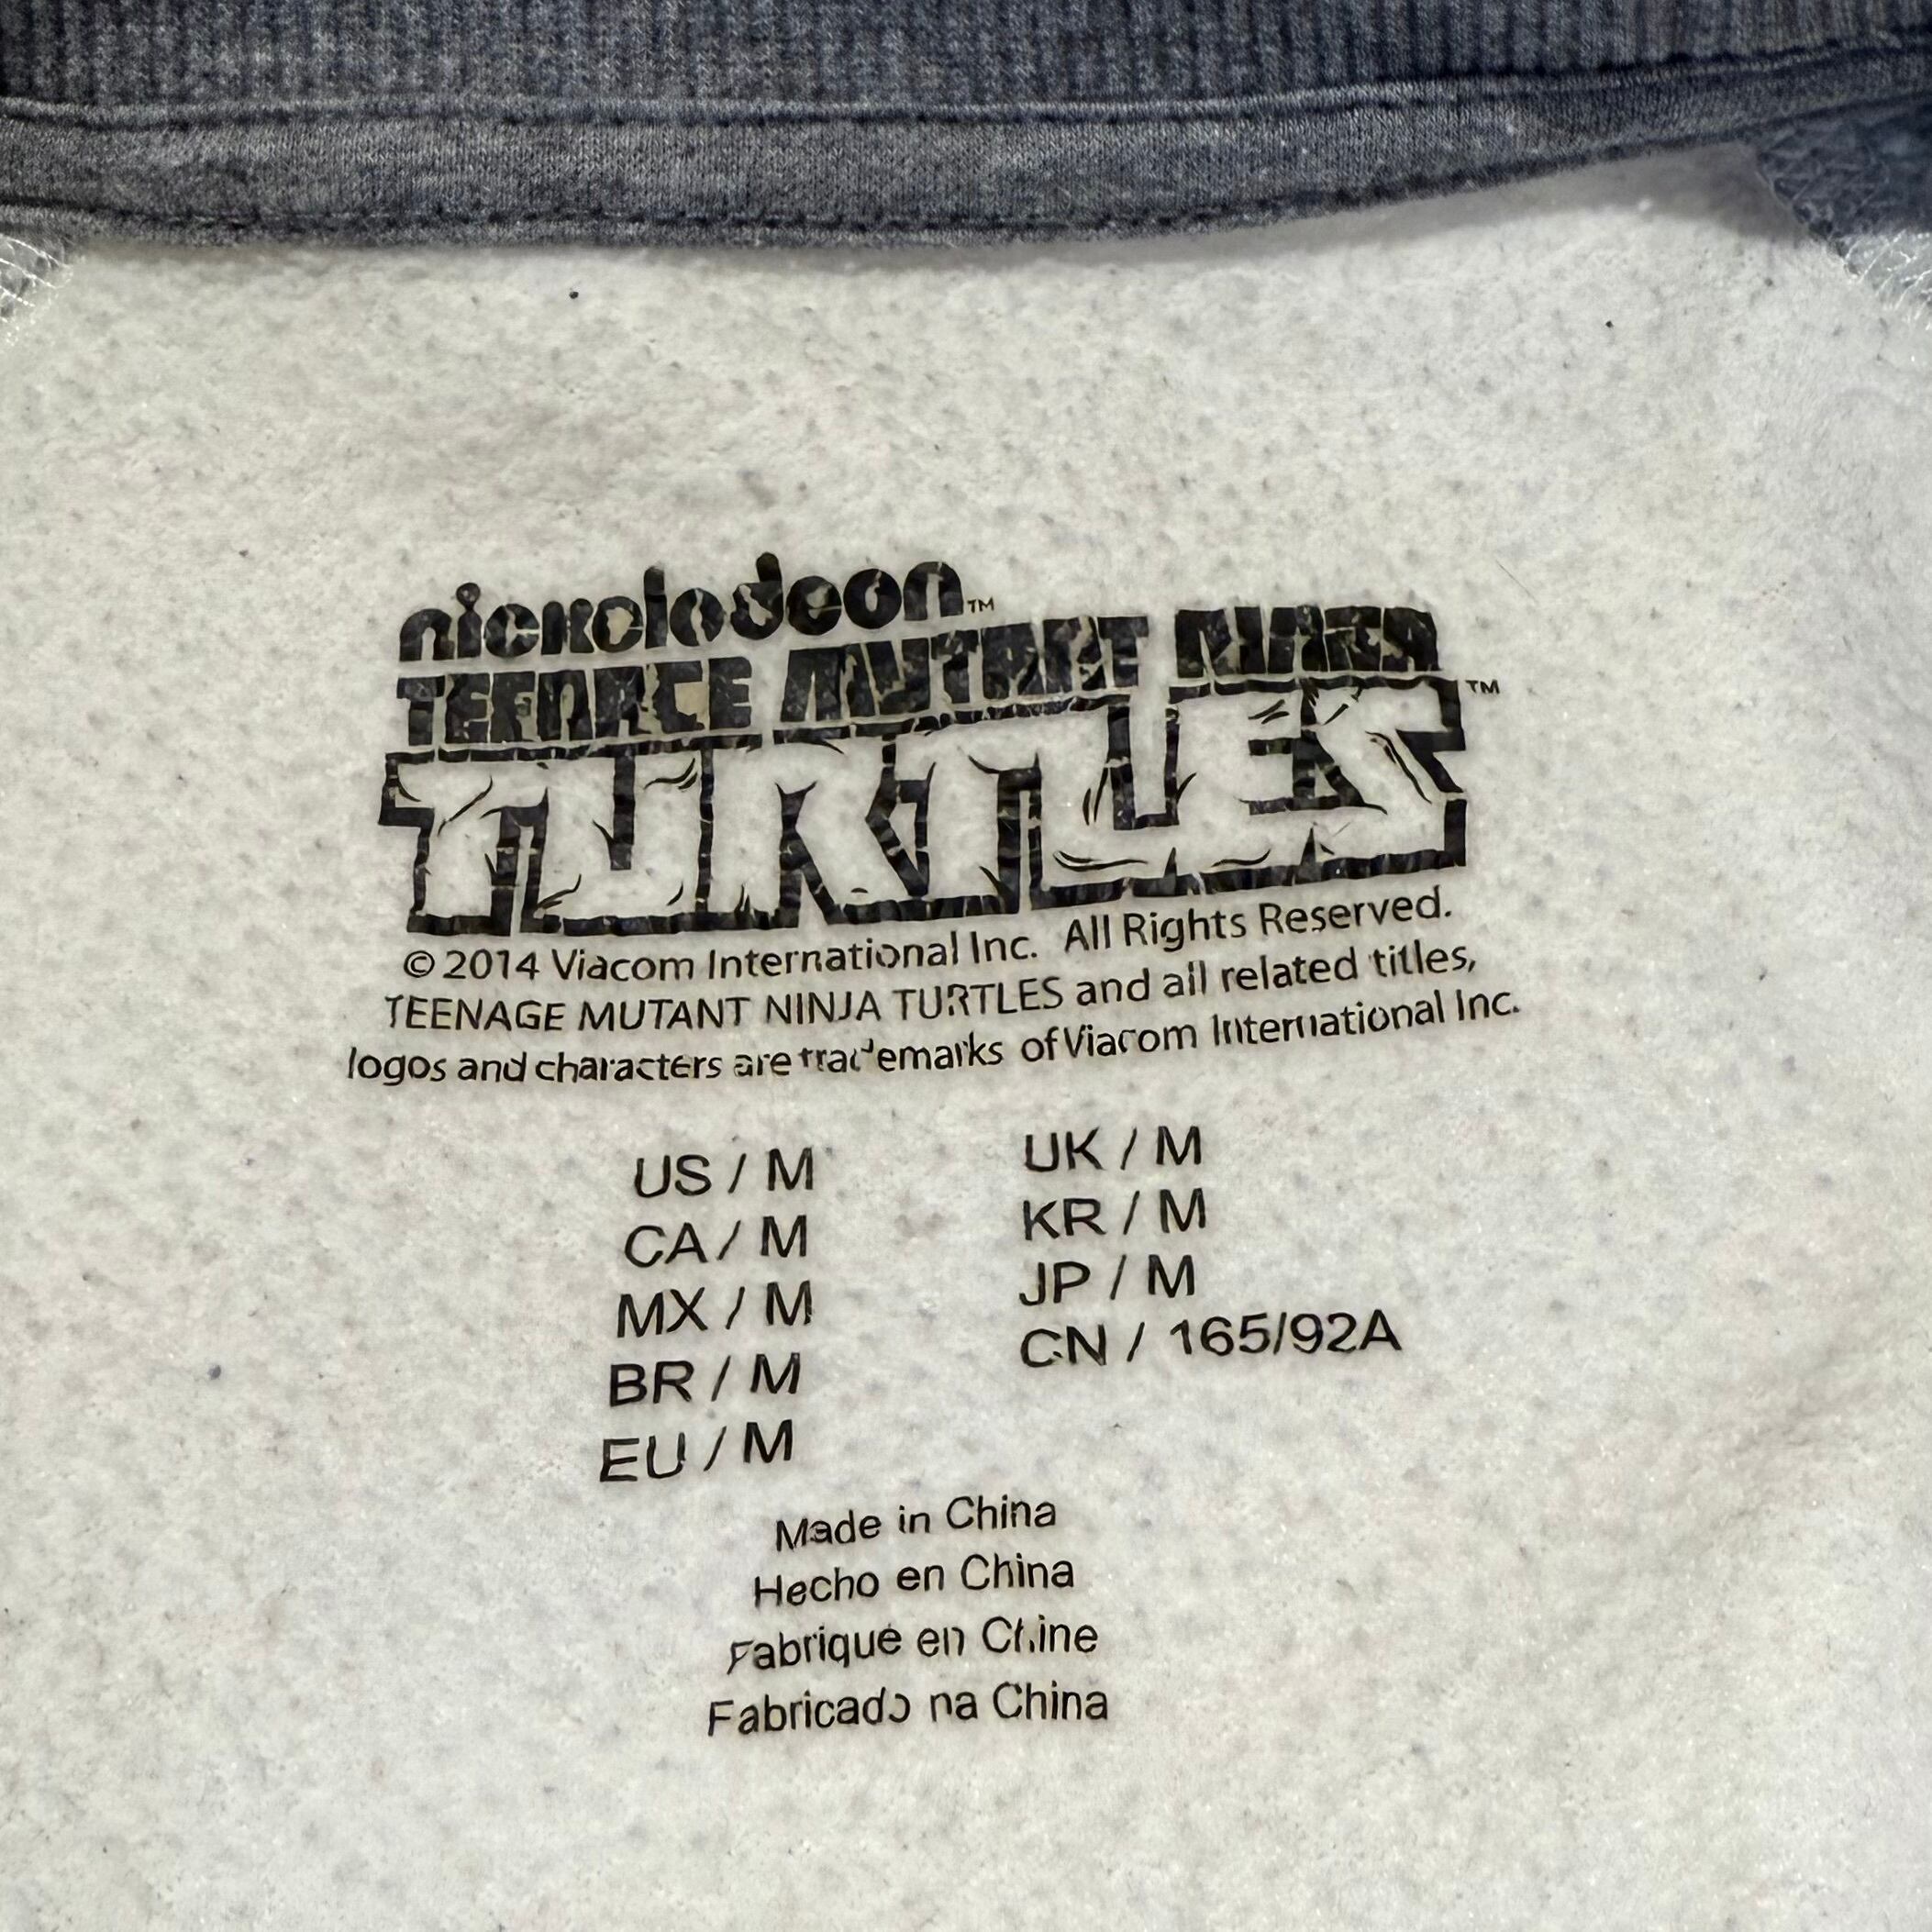 nickelodeon™
TEENAGE MUTANT NINJA
TURTLES™
© 2014 Viacom International Inc. All Rights Reserved.
TEENAGE MUTANT NINJA TURTLES and all related titles,
logos and characters are trademarks of Viacom International Inc.
US / M
CA / M
MX / M
BR / M
EU / M
UK / M
KR / M
JP / M
CN / 165/92A
Made in China
Hecho en China
Fabriqué en Chine
Fabricado na China